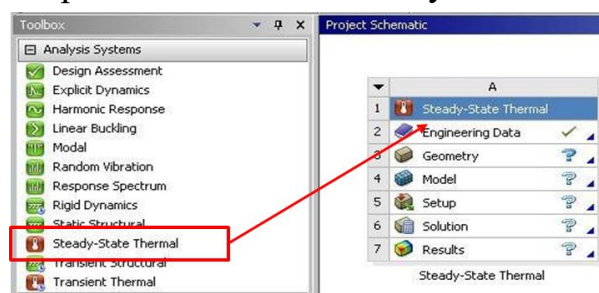 Toolbox
Analysis Systems
Design Assessment
Explicit Dynamics
Harmonic Response
Linear Buckling
Modal
Random Vibration
Response Spectrum
Rigid Dynamics
Static Structural
Steady-State Thermal
Transient Structural
Transient Thermal
Project Schematic
A
1 Steady-State Thermal
2 Engineering Data
3 Geometry
4 Model
5 Setup
6 Solution
7 Results
Steady-State Thermal